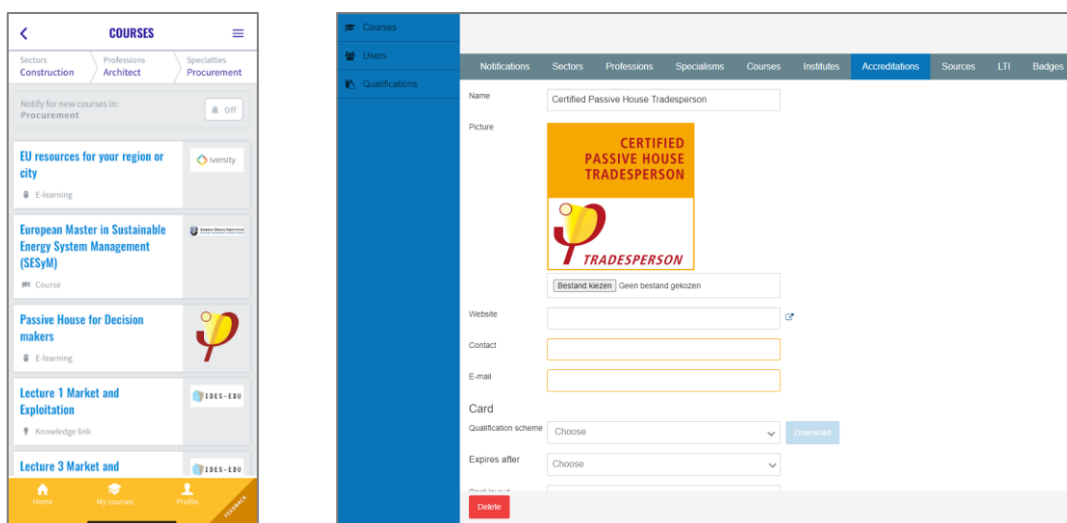 COURSES
Sectors
Construction
Professions
Architect
Specialties
Procurement
Notify for new courses in:
Procurement
Off
EU resources for your region or
city
iversity
E-learning
European Master in Sustainable
Energy System Management
(SESyM)
Course
Passive House for Decision
makers
E-learning
Lecture 1 Market and
Exploitation
IDES-EDU
Knowledge link
Lecture 3 Market and
IDES-EDU
Home
My courses
Profile
FEEDBACK
Courses
Users
Qualifications
Notifications
Sectors
Professions
Specialisms
Courses
Institutes
Accreditations
Sources
LTI
Badges
Name
Certified Passive House Tradesperson
Picture
CERTIFIED
PASSIVE HOUSE
TRADESPERSON
TRADESPERSON
Bestand kiezen Geen bestand gekozen
Website
Contact
E-mail
Card
Qualification scheme
Choose
Download
Expires after
Choose
Delete